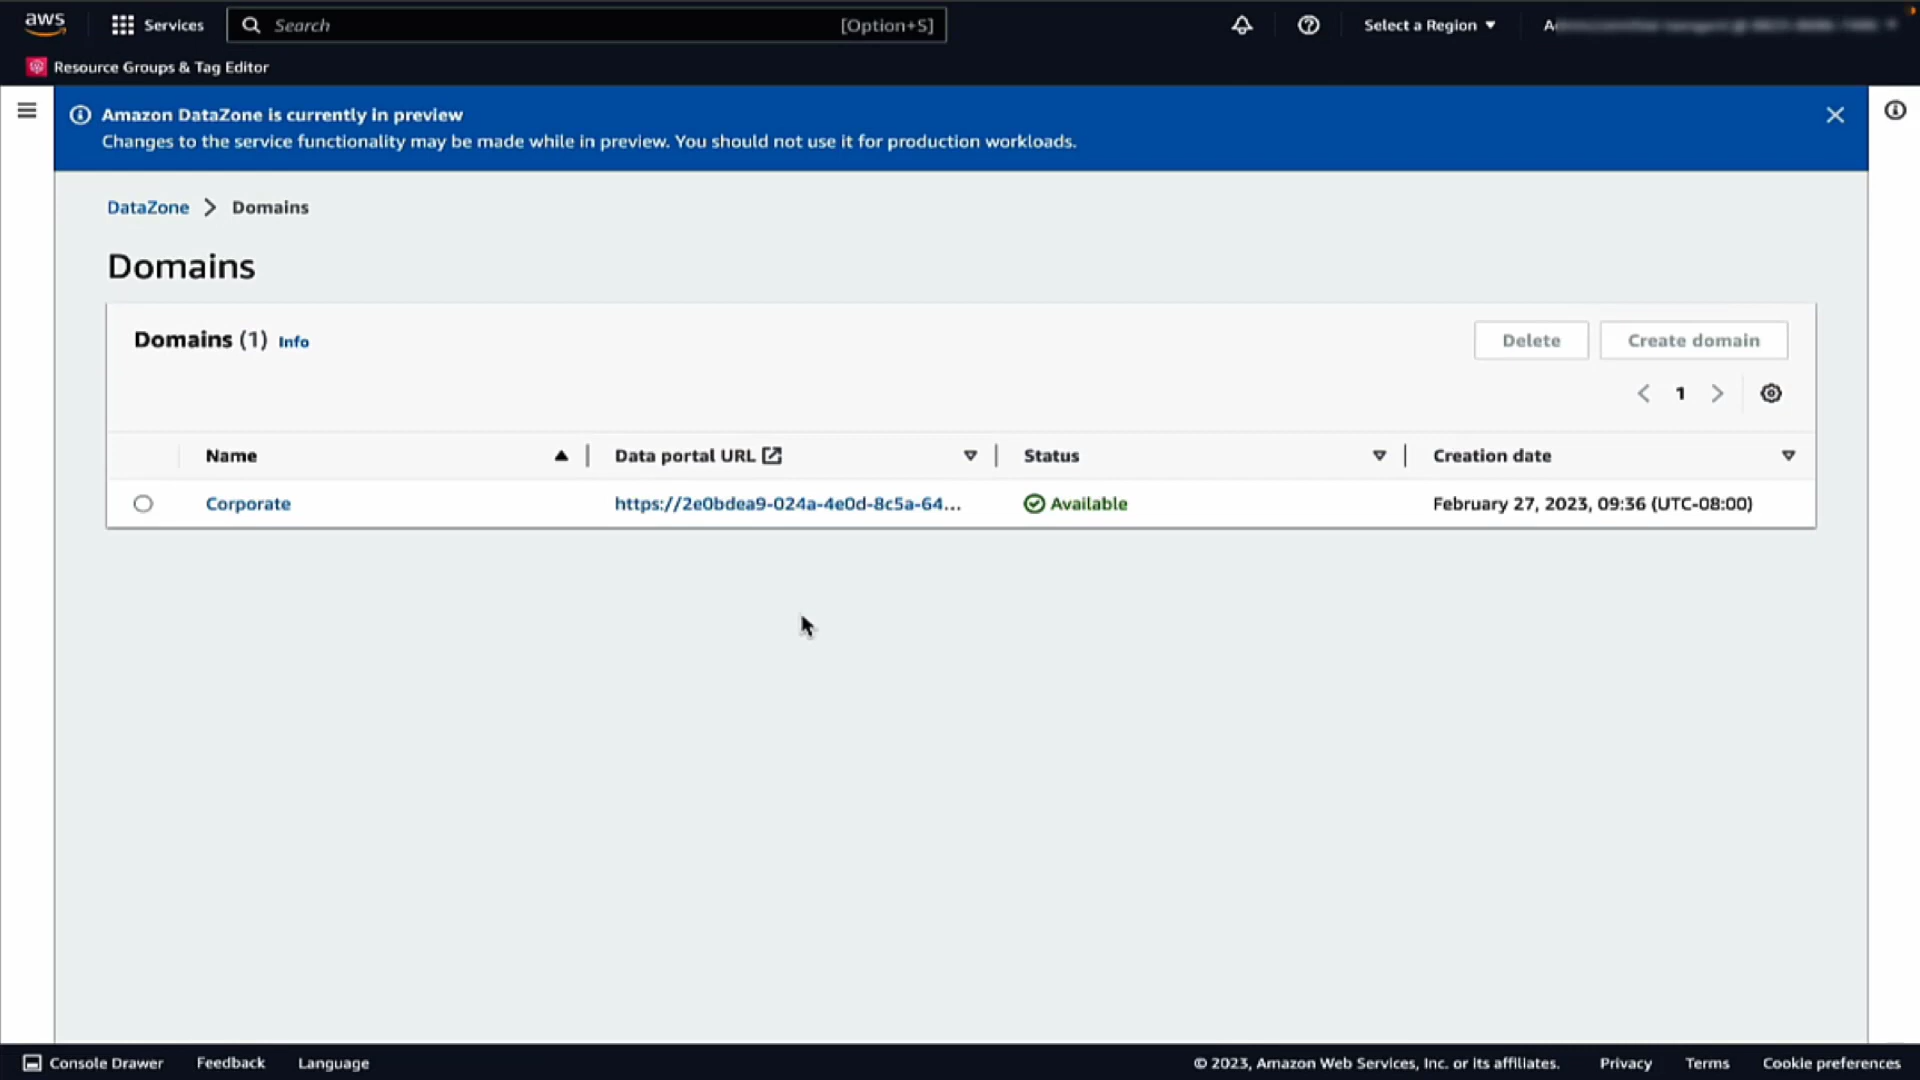 aws
Services
Search
[Option+S]
Select a Region
Resource Groups & Tag Editor
Amazon DataZone is currently in preview
Changes to the service functionality may be made while in preview. You should not use it for production workloads.
DataZone
Domains
Domains
Domains (1) Info
Delete
Create domain
1
Name
Data portal URL
Status
Creation date
Corporate
https://2e0bdea9-024a-4e0d-8c5a-64...
Available
February 27, 2023, 09:36 (UTC-08:00)
Console Drawer
Feedback
Language
© 2023, Amazon Web Services, Inc. or its affiliates.
Privacy
Terms
Cookie preferences